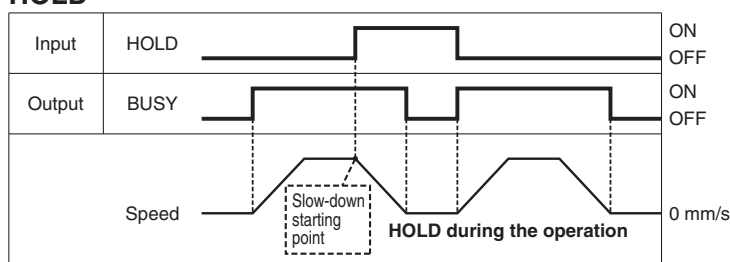 HOLD
Input HOLD ON
OFF
Output BUSY ON
OFF
Speed 0 mm/s
Slow-down
starting
point
HOLD during the operation